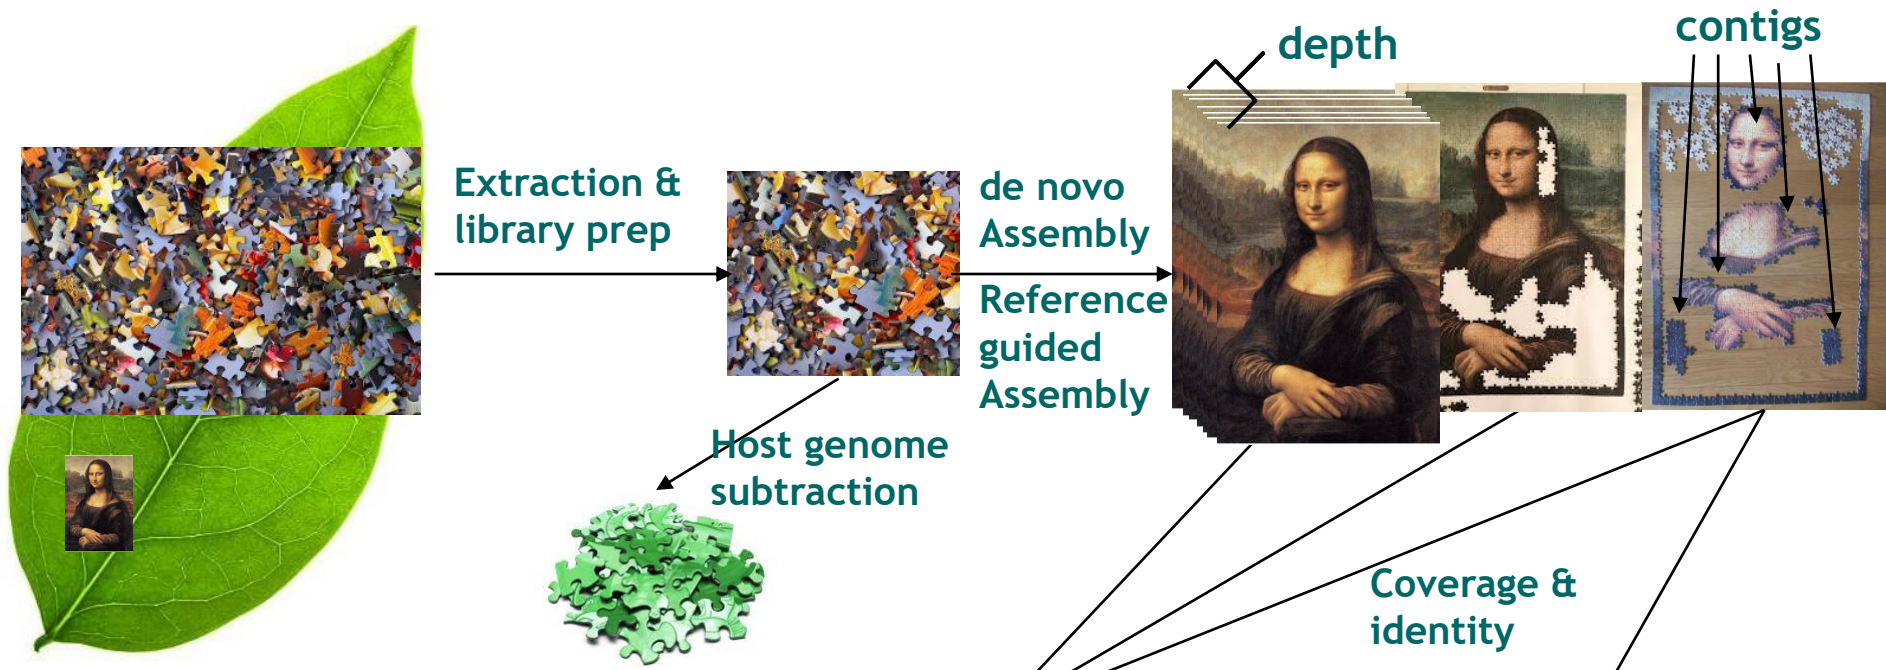 Extraction &
library prep
Host genome
subtraction
de novo
Assembly
Reference
guided
Assembly
depth
contigs
Coverage &
identity